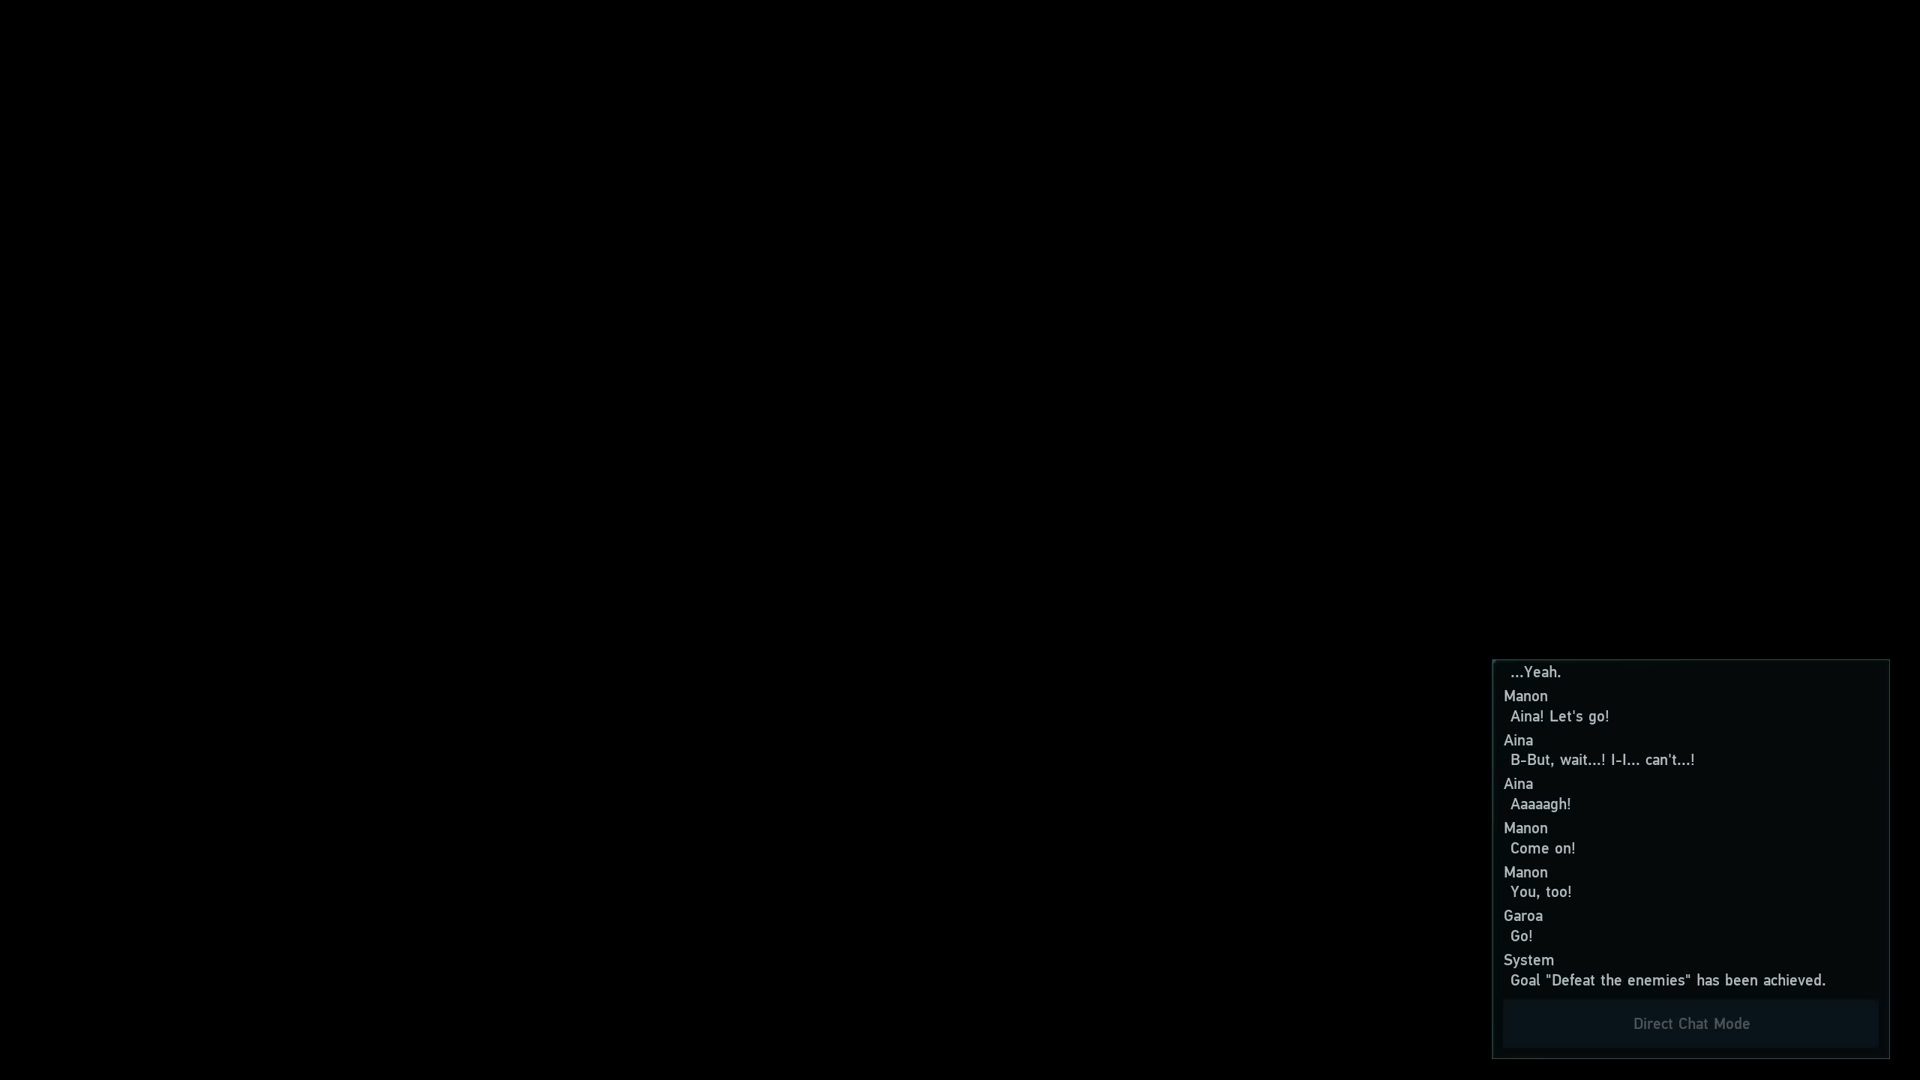 ...Yeah.
Manon
Aina! Let's go!
Aina
B-But, wait...! I-I... can't...!
Aina
Aaaaagh!
Manon
Come on!
Manon
You, too!
Garoa
Go!
System
Goal "Defeat the enemies" has been achieved.
Direct Chat Mode